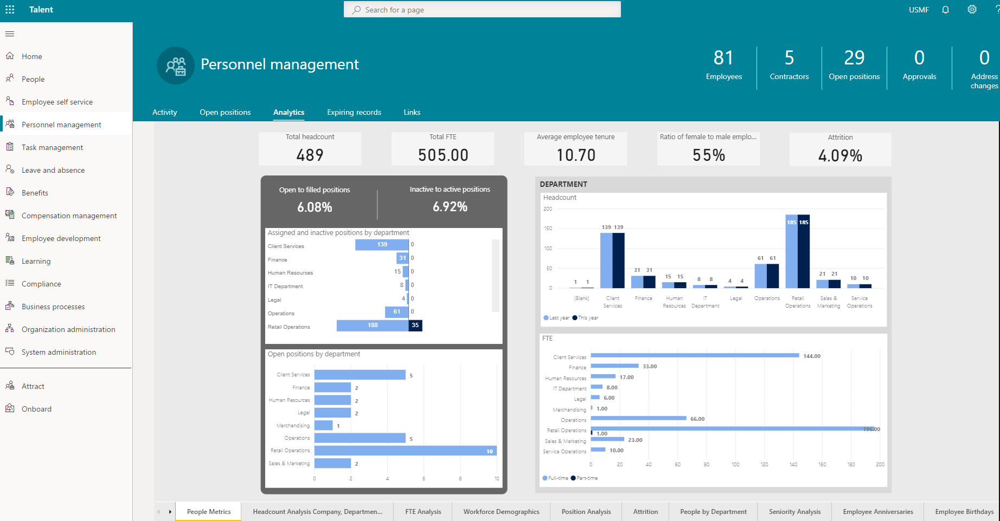 Talent
Search for a page
USMF
?
Home
People
Employee self service
Personnel management
Task management
Leave and absence
Benefits
Compensation management
Employee development
Learning
Compliance
Business processes
Organization administration
System administration
Attract
Onboard
Personnel management
81
Employees
5
Contractors
29
Open positions
0
Approvals
0
Address
changes
Activity Open positions Analytics Expiring records Links
Total headcount
489
Total FTE
505.00
Average employee tenure
10.70
Ratio of female to male emplo...
55%
Attrition
4.09%
Open to filled positions
6.08%
Inactive to active positions
6.92%
Assigned and inactive positions by department
Client Services 139 0
Finance 31 0
Human Resources 15 0
IT Department 8 0
Legal 4 0
Operations 61 0
Retail Operations 188 35
Open positions by department
Client Services 5
Finance 2
Human Resources 2
Legal 2
Merchandising 1
Operations 5
Retail Operations 10
Sales & Marketing 2
0 2 4 6 8 10
DEPARTMENT
Headcount
200
150
100
50
0
1 1
139 139
31 31
15 15
8 8
4 4
61 61
185 185
21 21
10 10
(Blank)
Client
Services
Finance
Human
Resources
IT
Department
Legal
Operations
Retail
Operations
Sales &
Marketing
Service
Operations
Last year This year
FTE
Client Services 144.00
Finance 33.00
Human Resources 17.00
IT Department 8.00
Legal 6.00
Merchandising 1.00
Operations 66.00
Retail Operations 196.00
1.00
Sales & Marketing 23.00
Service Operations 10.00
0 20 40 60 80 100 120 140 160 180 200
Full-time Part-time
People Metrics Headcount Analysis Company, Departmen... FTE Analysis Workforce Demographics Position Analysis Attrition People by Department Seniority Analysis Employee Anniversaries Employee Birthdays